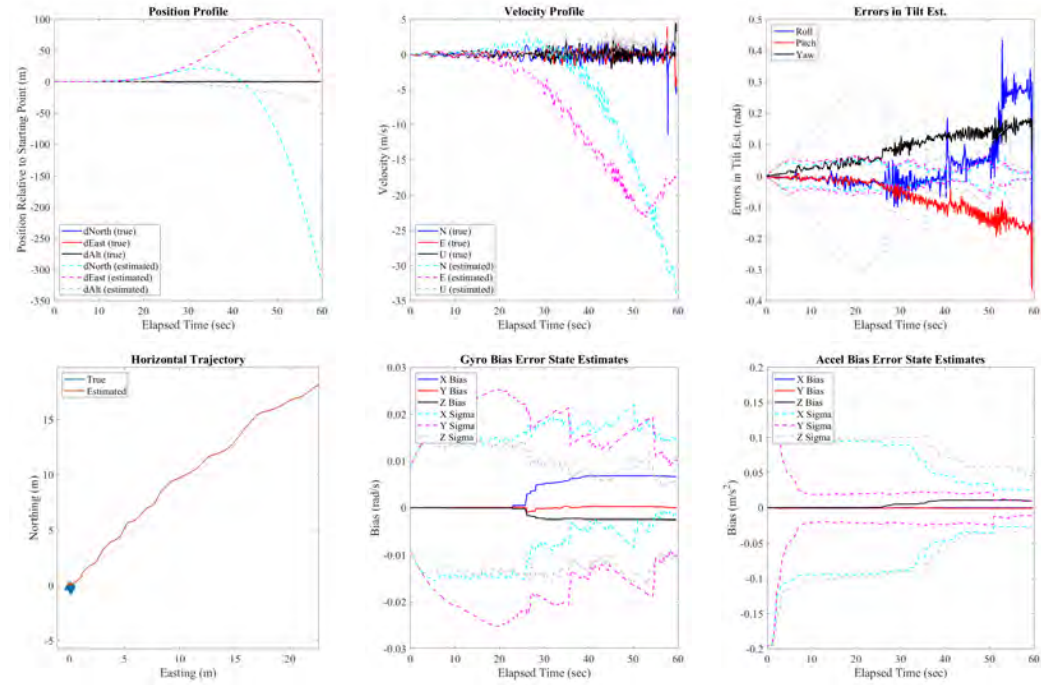 Position Profile
100
50
0
-50
-100
-150
-200
-250
-300
-350
Position Relative to Starting Point (m)
dNorth (true)
dEast (true)
dAlt (true)
dNorth (estimated)
dEast (estimated)
dAlt (estimated)
0 10 20 30 40 50 60
Elapsed Time (sec)
Velocity Profile
5
0
-5
-10
-15
-20
-25
-30
-35
Velocity (m/s)
N (true)
E (true)
U (true)
N (estimated)
E (estimated)
U (estimated)
0 10 20 30 40 50 60
Elapsed Time (sec)
Errors in Tilt Est.
0.5
0.4
0.3
0.2
0.1
0
-0.1
-0.2
-0.3
-0.4
Errors in Tilt Est. (rad)
Roll
Pitch
Yaw
0 10 20 30 40 50 60
Elapsed Time (sec)
Horizontal Trajectory
15
10
5
0
-5
Northing (m)
True
Estimated
0 5 10 15 20
Easting (m)
Gyro Bias Error State Estimates
0.03
0.02
0.01
0
-0.01
-0.02
-0.03
Bias (rad/s)
X Bias
Y Bias
Z Bias
X Sigma
Y Sigma
Z Sigma
0 10 20 30 40 50 60
Elapsed Time (sec)
Accel Bias Error State Estimates
0.2
0.15
0.1
0.05
0
-0.05
-0.1
-0.15
-0.2
Bias (m/s²)
X Bias
Y Bias
Z Bias
X Sigma
Y Sigma
Z Sigma
0 10 20 30 40 50 60
Elapsed Time (sec)